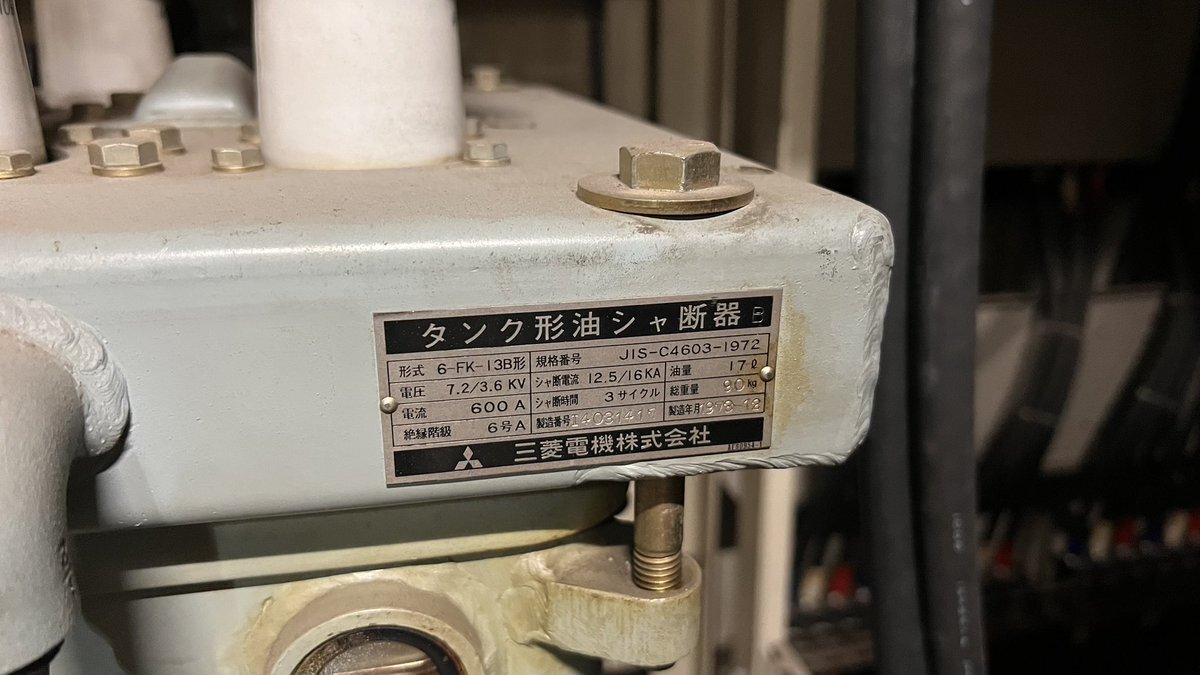 タンク形油シャ断器 B
形式 6-FK-13B形 規格番号 JIS-C4603-1972
電圧 7.2/3.6 KV シャ断電流 12.5/16KA 油量 17ℓ
電流 600 A シャ断時間 3サイクル 総重量 90kg
絶縁階級 6号A 製造番号 製造年月 1978-12
三菱電機株式会社